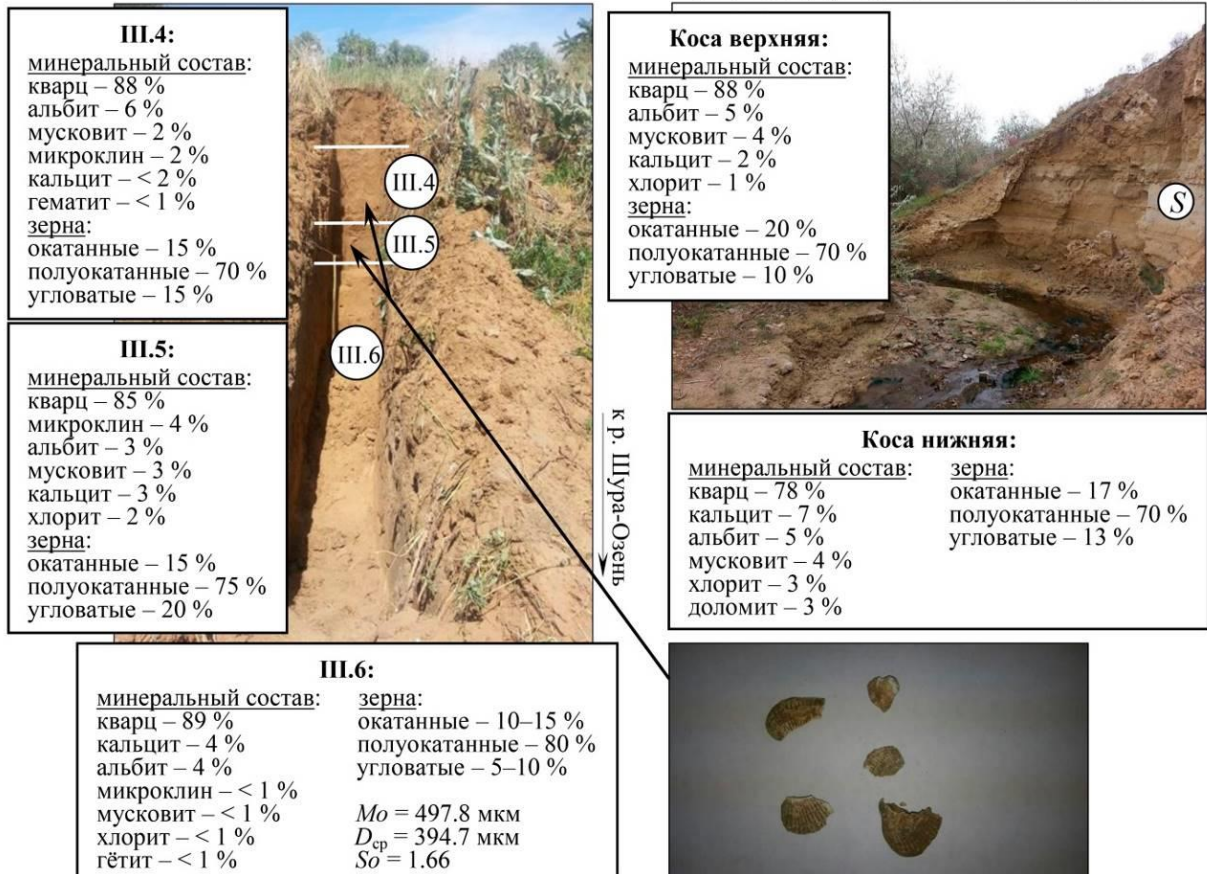 III.4:
минеральный состав:
кварц – 88 %
альбит – 6 %
мусковит – 2 %
микроклин – 2 %
кальцит – < 2 %
гематит – < 1 %
зерна:
окатанные – 15 %
полуокатанные – 70 %
угловатые – 15 %
III.5:
минеральный состав:
кварц – 85 %
микроклин – 4 %
альбит – 3 %
мусковит – 3 %
кальцит – 3 %
хлорит – 2 %
зерна:
окатанные – 15 %
полуокатанные – 75 %
угловатые – 20 %
III.4
III.5
III.6
к р. Шура-Озень
Коса верхняя:
минеральный состав:
кварц – 88 %
альбит – 5 %
мусковит – 4 %
кальцит – 2 %
хлорит – 1 %
зерна:
окатанные – 20 %
полуокатанные – 70 %
угловатые – 10 %
S
Коса нижняя:
минеральный состав:
кварц – 78 %
кальцит – 7 %
альбит – 5 %
мусковит – 4 %
хлорит – 3 %
доломит – 3 %
зерна:
окатанные – 17 %
полуокатанные – 70 %
угловатые – 13 %
III.6:
минеральный состав:
кварц – 89 %
кальцит – 4 %
альбит – 4 %
микроклин – < 1 %
мусковит – < 1 %
хлорит – < 1 %
гётит – < 1 %
зерна:
окатанные – 10–15 %
полуокатанные – 80 %
угловатые – 5–10 %
Mo = 497.8 мкм
Dср = 394.7 мкм
So = 1.66